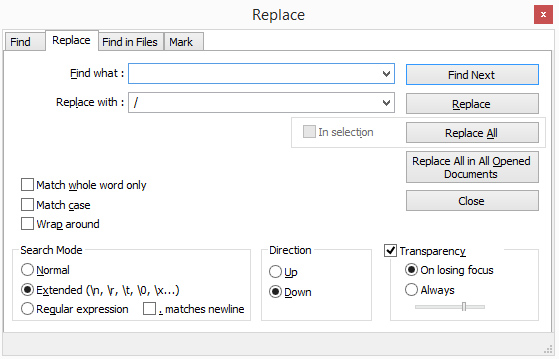 Replace
Find Replace Find in Files Mark
Find what :
Find Next
Replace with : /
Replace
In selection
Replace All
Replace All in All Opened
Documents
Close
Match whole word only
Match case
Wrap around
Search Mode
Normal
Extended (\n, \r, \t, \0, \x...)
Regular expression
. matches newline
Direction
Up
Down
Transparency
On losing focus
Always